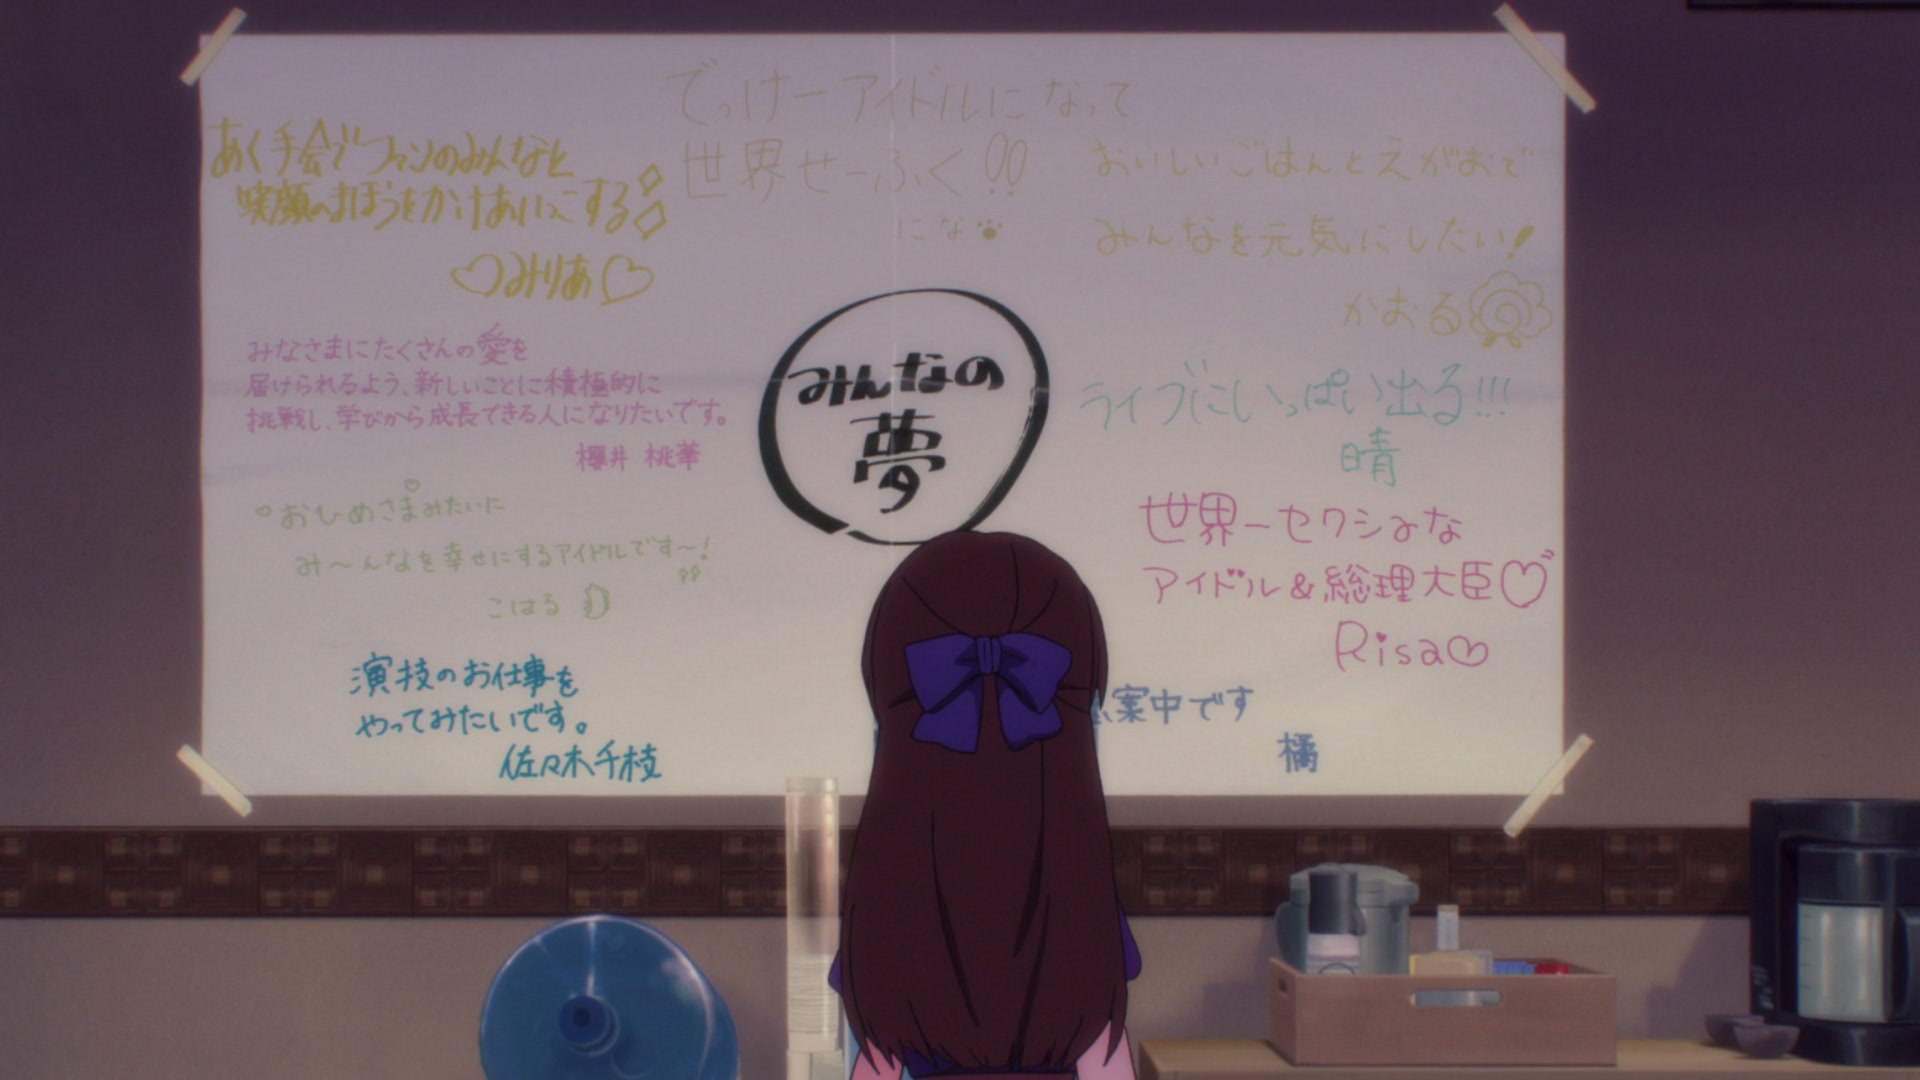 でっけーアイドルになって
世界せーふく!!
にな
あく手会でファンのみんなと
笑顔のまほうをかけあいっこする
みりあ
おいしいごはんとえがおで
みんなを元気にしたい!
かおる
みなさまにたくさんの愛を
届けられるよう、新しいことに積極的に
挑戦し、学びから成長できる人になりたいです。
櫻井 桃華
みんなの
夢
ライブにいっぱい出る!!!
晴
おひめさまみたいに
み〜んなを幸せにするアイドルです〜!
こはる
世界一セクシーな
アイドル&総理大臣♡
Risa♡
演技のお仕事を
やってみたいです。
佐々木千枝
案中です
橘